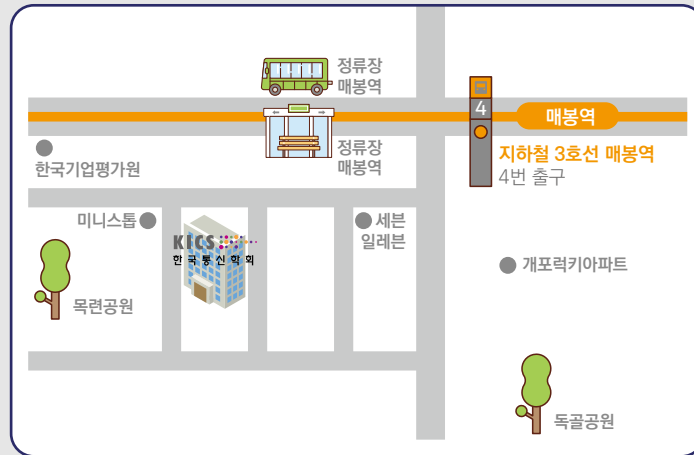 정류장
매봉역
4
매봉역
정류장
매봉역
지하철 3호선 매봉역
4번 출구
한국기업평가원
미니스톱
세븐
일레븐
KICS
한국통신학회
개포럭키아파트
목련공원
독골공원